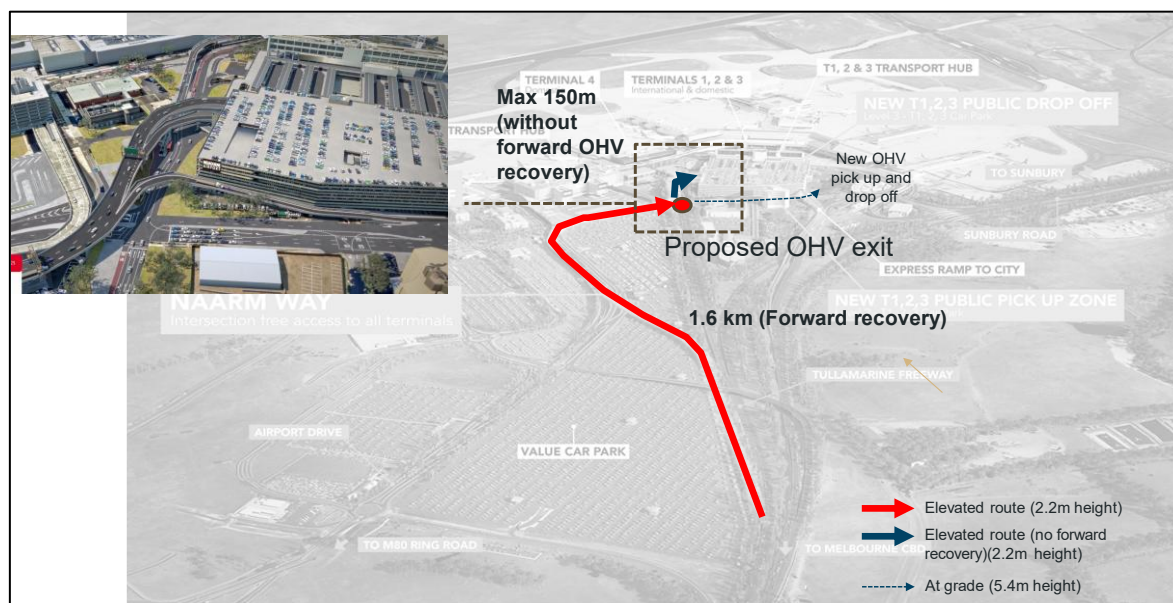 TERMINAL 4
TERMINALS 1, 2 & 3
International & domestic
T1, 2 & 3 TRANSPORT HUB
Max 150m
(without
forward OHV
recovery)
NEW T1,2,3 PUBLIC DROP OFF
Level 3 - T1, 2, 3 Car Park
TRANSPORT HUB
New OHV
pick up and
drop off
TO SUNBURY
SUNBURY ROAD
Proposed OHV exit
EXPRESS RAMP TO CITY
NAARM WAY
Intersection free access to all terminals
NEW T1,2,3 PUBLIC PICK UP ZONE
1.6 km (Forward recovery)
TULLAMARINE FREEWAY
AIRPORT DRIVE
VALUE CAR PARK
Elevated route (2.2m height)
Elevated route (no forward
recovery)(2.2m height)
TO M80 RING ROAD
TO MELBOURNE CBD
At grade (5.4m height)